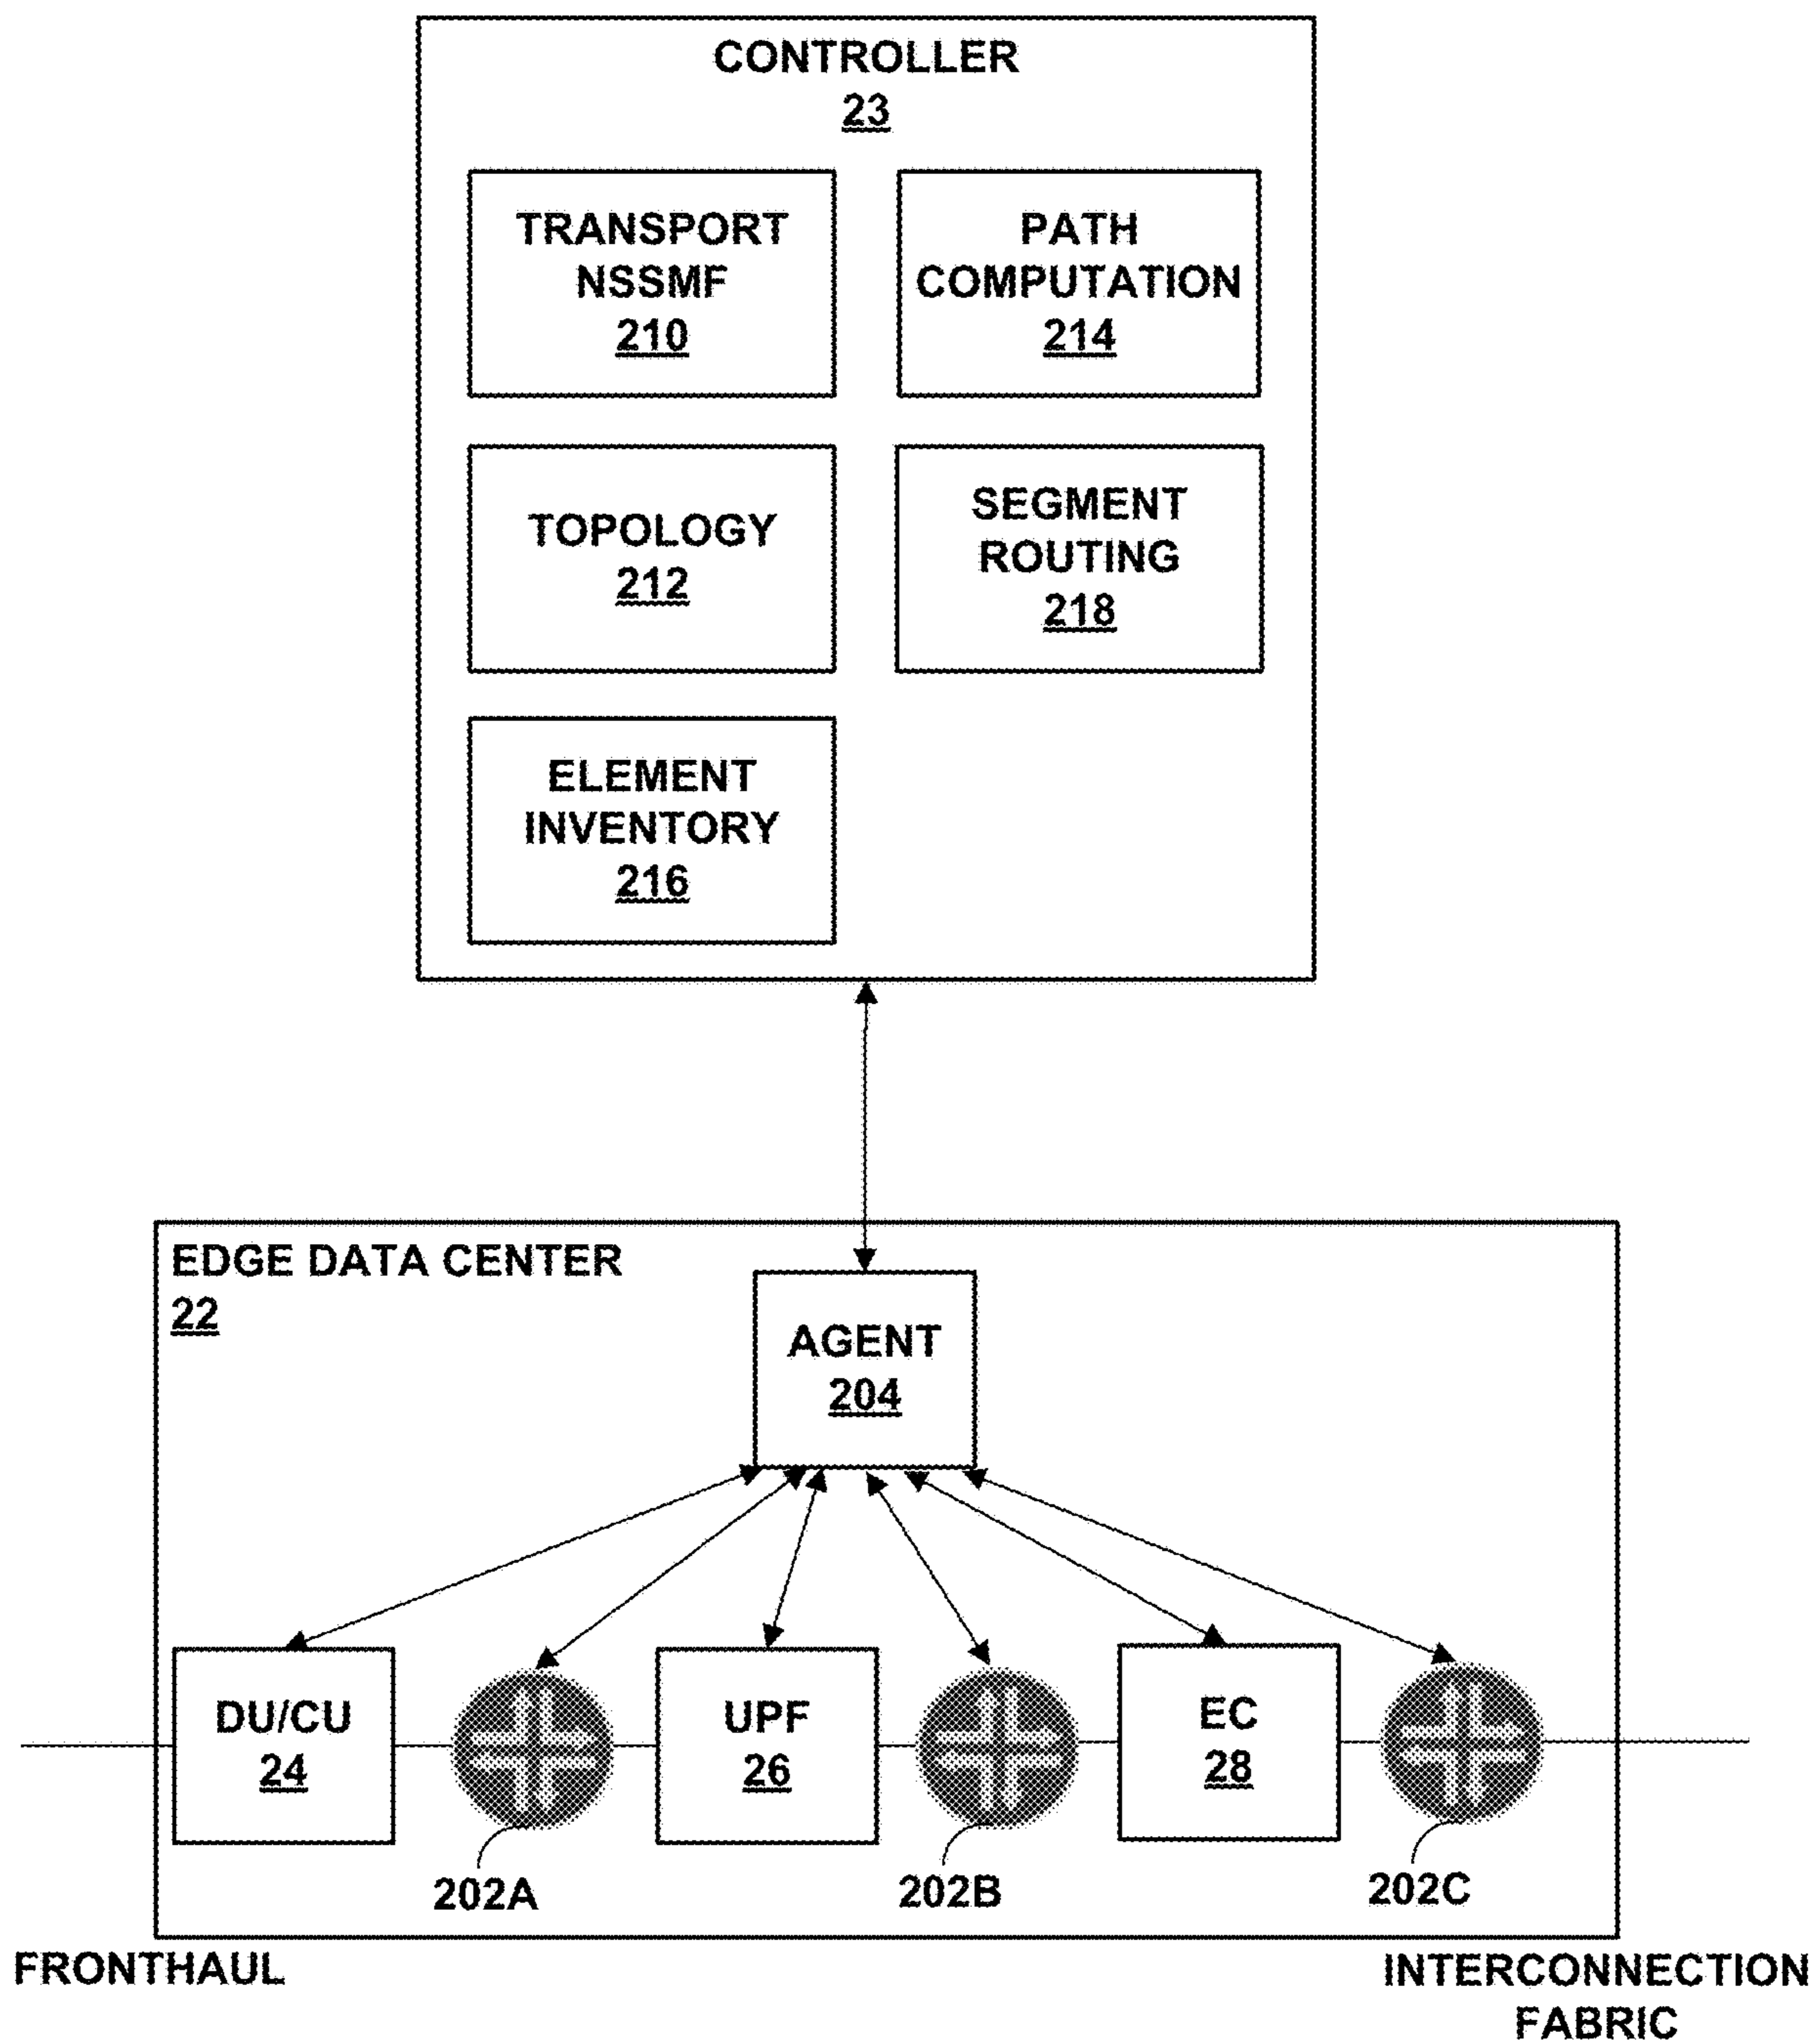 CONTROLLER
23
TRANSPORT
NSSMF
210
PATH
COMPUTATION
214
TOPOLOGY
212
SEGMENT
ROUTING
218
ELEMENT
INVENTORY
216
EDGE DATA CENTER
22
AGENT
204
DU/CU
24
UPF
26
EC
28
202A
202B
202C
FRONTHAUL
INTERCONNECTION
FABRIC